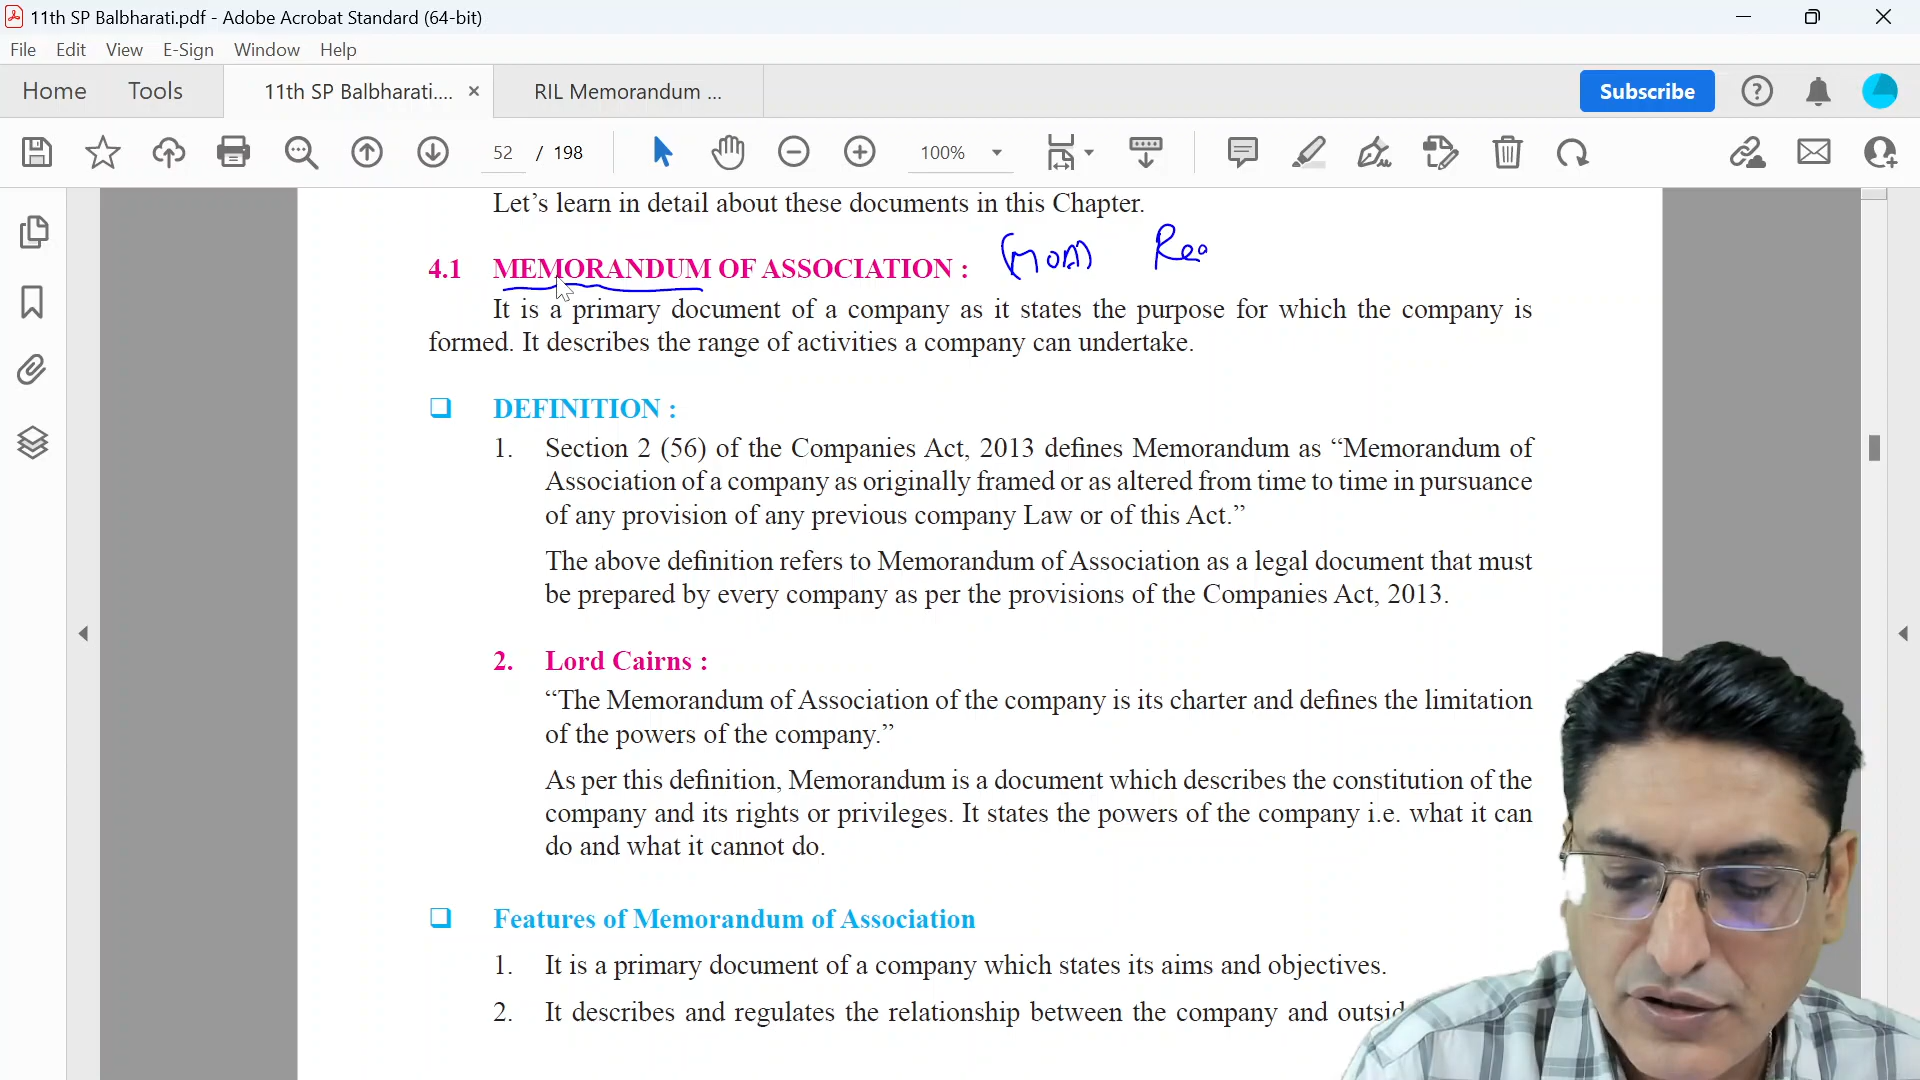 11th SP Balbharati.pdf - Adobe Acrobat Standard (64-bit)
File Edit View E-Sign Window Help
Home Tools 11th SP Balbharati.... × RIL Memorandum ... Subscribe
52 / 198 100%
Let’s learn in detail about these documents in this Chapter.
4.1 MEMORANDUM OF ASSOCIATION : MOA
It is a primary document of a company as it states the purpose for which the company is
formed. It describes the range of activities a company can undertake.
DEFINITION :
1. Section 2 (56) of the Companies Act, 2013 defines Memorandum as “Memorandum of
Association of a company as originally framed or as altered from time to time in pursuance
of any provision of any previous company Law or of this Act.”
The above definition refers to Memorandum of Association as a legal document that must
be prepared by every company as per the provisions of the Companies Act, 2013.
2. Lord Cairns :
“The Memorandum of Association of the company is its charter and defines the limitation
of the powers of the company.”
As per this definition, Memorandum is a document which describes the constitution of the
company and its rights or privileges. It states the powers of the company i.e. what it can
do and what it cannot do.
Features of Memorandum of Association
1. It is a primary document of a company which states its aims and objectives.
2. It describes and regulates the relationship between the company and